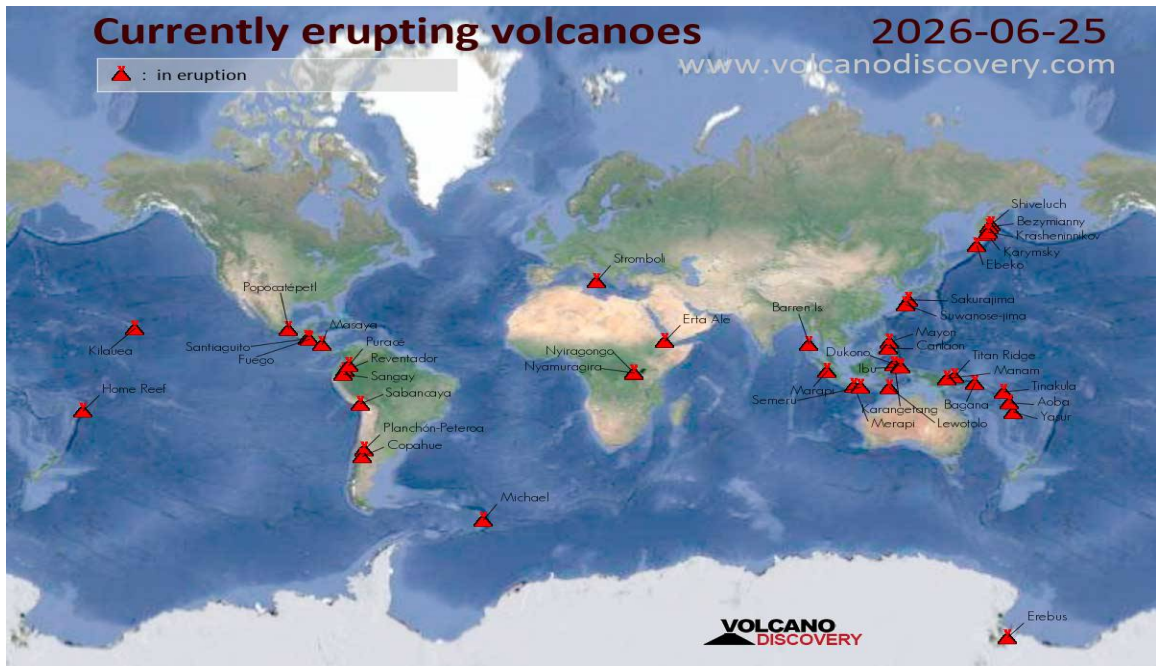 Currently erupting volcanoes
2026-06-25
www.volcanodiscovery.com
: in eruption
Shiveluch
Bezymianny
Krasheninnikov
Karymsky
Ebeko
Stromboli
Popocatépetl
Sakurajima
Suwanose-jima
Barren Is
Masaya
Erta Ale
Kilauea
Santiaguito
Fuego
Puracé
Reventador
Sangay
Nyiragongo
Nyamuragira
Mayon
Canlaon
Dukono
Ibu
Titan Ridge
Manam
Home Reef
Sabancaya
Marapi
Semeru
Karangetang
Merapi
Lewotolo
Bagana
Tinakula
Aoba
Yasur
Planchón-Peteroa
Copahue
Michael
Erebus
VOLCANO
DISCOVERY